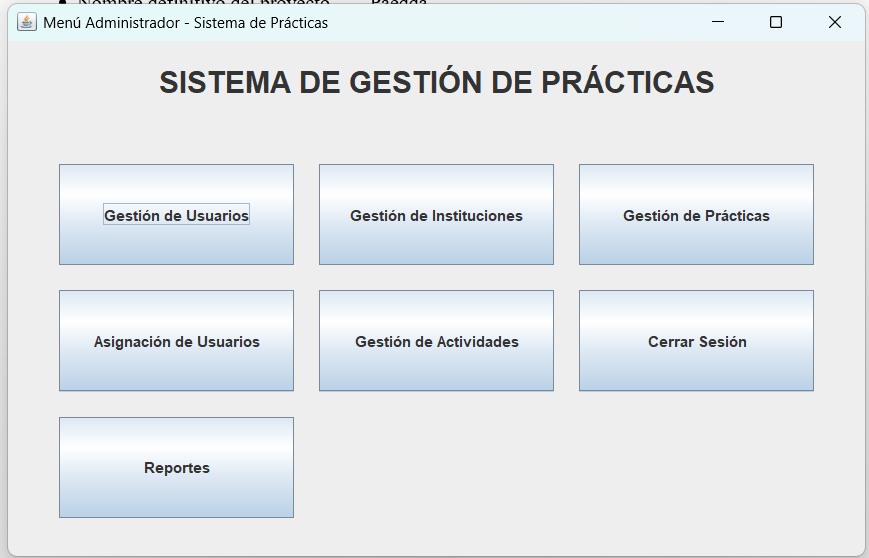 Nombre definitivo del proyecto Paedga
Menú Administrador - Sistema de Prácticas
SISTEMA DE GESTIÓN DE PRÁCTICAS
Gestión de Usuarios
Gestión de Instituciones
Gestión de Prácticas
Asignación de Usuarios
Gestión de Actividades
Cerrar Sesión
Reportes